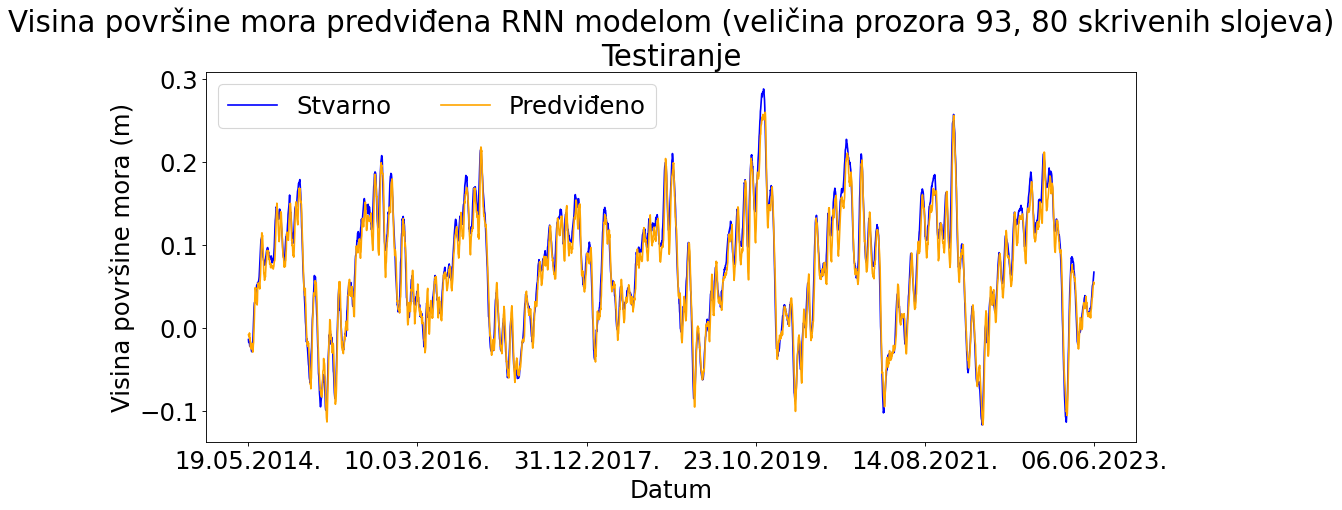 Visina površine mora predviđena RNN modelom (veličina prozora 93, 80 skrivenih slojeva)
Testiranje
Stvarno
Predviđeno
Visina površine mora (m)
0.3
0.2
0.1
0.0
−0.1
19.05.2014.
10.03.2016.
31.12.2017.
23.10.2019.
14.08.2021.
06.06.2023.
Datum